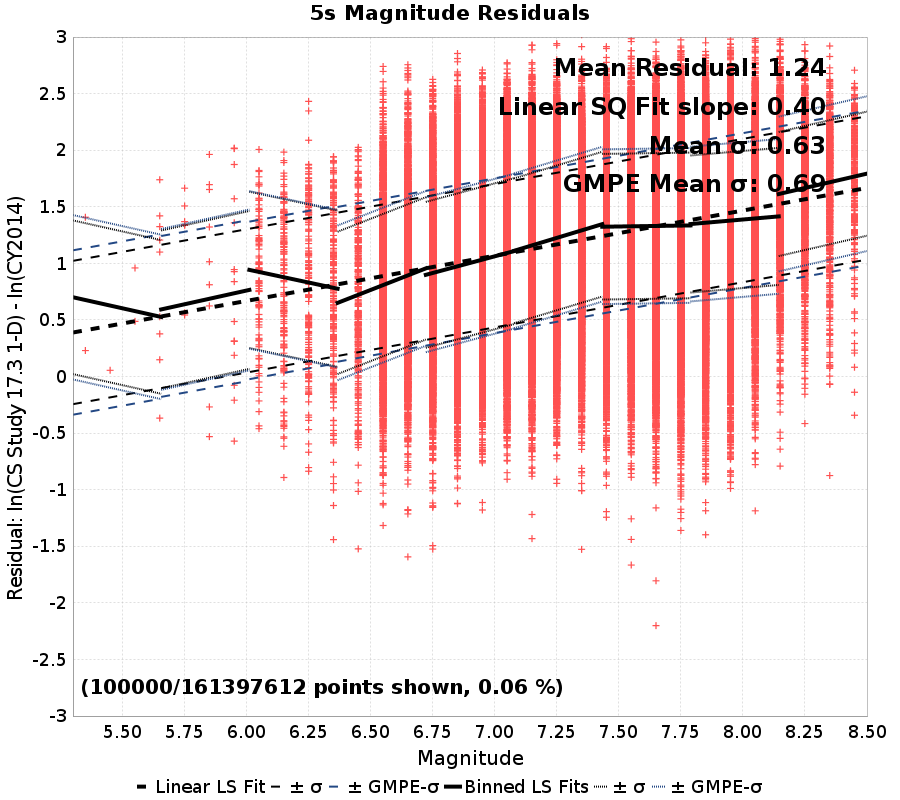 5s Magnitude Residuals
Residual: ln(CS Study 17.3 1-D) - ln(CY2014)
3
2.5
2
1.5
1
0.5
0
-0.5
-1
-1.5
-2
-2.5
-3
Mean Residual: 1.24
Linear SQ Fit slope: 0.40
Mean σ: 0.63
GMPE Mean σ: 0.69
(100000/161397612 points shown, 0.06 %)
5.50 5.75 6.00 6.25 6.50 6.75 7.00 7.25 7.50 7.75 8.00 8.25 8.50
Magnitude
Linear LS Fit ± σ ± GMPE-σ Binned LS Fits ± σ ± GMPE-σ